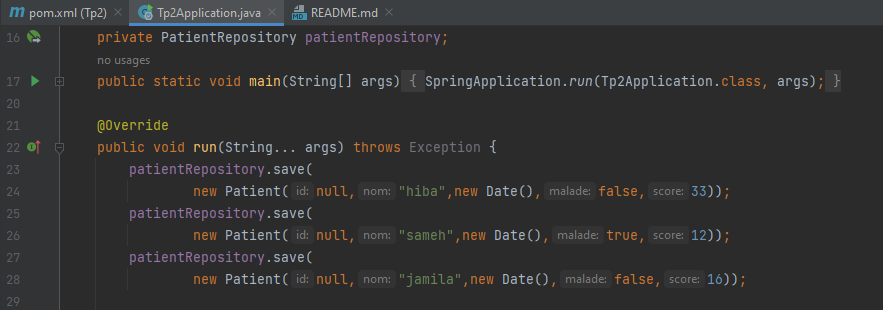 pom.xml (Tp2) × Tp2Application.java × README.md ×
16 private PatientRepository patientRepository;
no usages
17 public static void main(String[] args) { SpringApplication.run(Tp2Application.class, args); }
20
21 @Override
22 public void run(String... args) throws Exception {
23 patientRepository.save(
24 new Patient( id: null, nom: "hiba",new Date(), malade: false, score: 33));
25 patientRepository.save(
26 new Patient( id: null, nom: "sameh",new Date(), malade: true, score: 12));
27 patientRepository.save(
28 new Patient( id: null, nom: "jamila",new Date(), malade: false, score: 16));
29